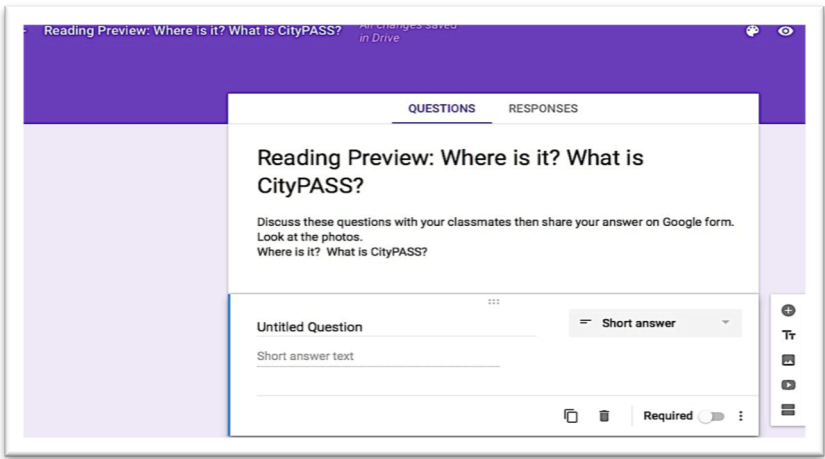 Reading Preview: Where is it? What is CityPASS?
All changes saved
in Drive
QUESTIONS
RESPONSES
Reading Preview: Where is it? What is
CityPASS?
Discuss these questions with your classmates then share your answer on Google form.
Look at the photos.
Where is it? What is CityPASS?
Untitled Question
Short answer
Short answer text
Required
Tт